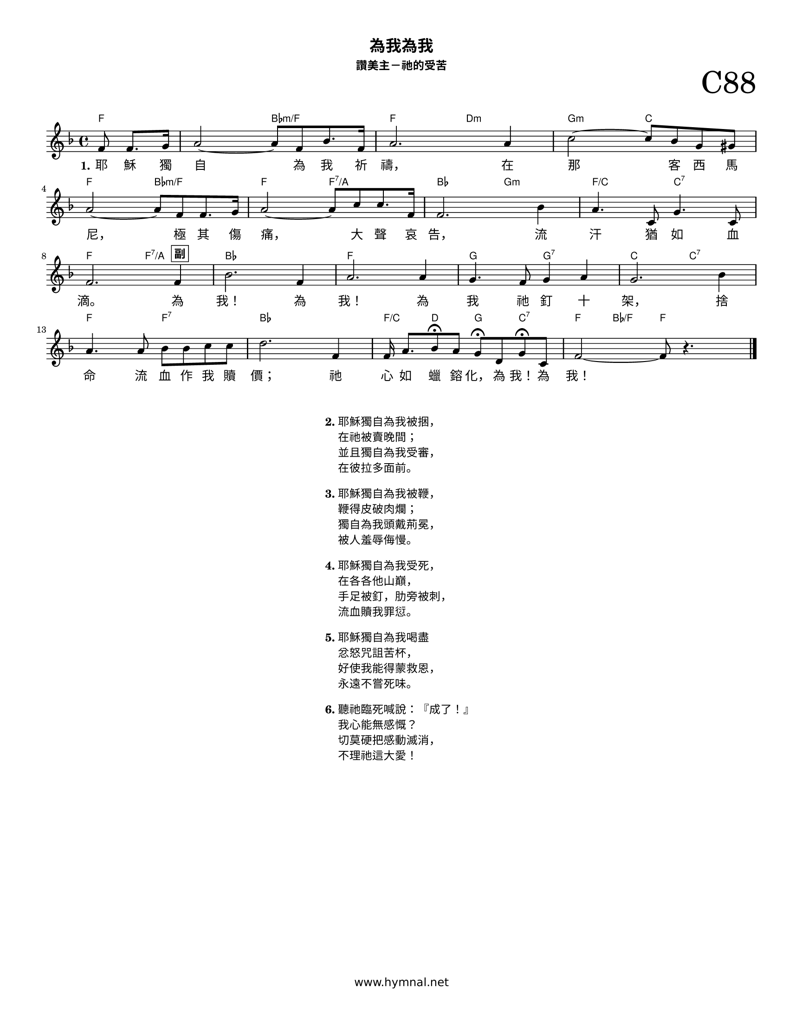 為我為我
讚美主－祂的受苦
C88
F B♭m/F F Dm Gm C
1. 耶 穌 獨 自 為 我 祈 禱， 在 那 客 西 馬
F B♭m/F F F7/A B♭ Gm F/C C7
4
尼， 極 其 傷 痛， 大 聲 哀 告， 流 汗 猶 如 血
F F7/A 副 B♭ F G G7 C C7
8
滴。 為 我！ 為 我！ 為 我 祂 釘 十 架， 捨
F F7 B♭ F/C D G C7 F B♭/F F
13
命 流 血 作 我 贖 價； 祂 心 如 蠟 鎔 化， 為 我！ 為 我！
2. 耶穌獨自為我被捆，
在祂被賣晚間；
並且獨自為我受審，
在彼拉多面前。
3. 耶穌獨自為我被鞭，
鞭得皮破肉爛；
獨自為我頭戴荊冕，
被人羞辱侮慢。
4. 耶穌獨自為我受死，
在各各他山巔，
手足被釘，肋旁被刺，
流血贖我罪愆。
5. 耶穌獨自為我喝盡
忿怒咒詛苦杯，
好使我能得蒙救恩，
永遠不嘗死味。
6. 聽祂臨死喊說：『成了！』
我心能無感慨？
切莫硬把感動滅消，
不理祂這大愛！
www.hymnal.net